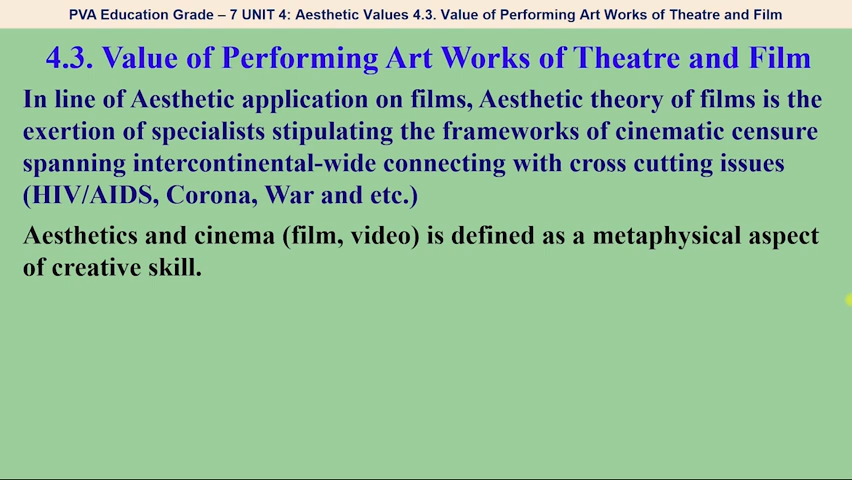 PVA Education Grade – 7 UNIT 4: Aesthetic Values 4.3. Value of Performing Art Works of Theatre and Film
4.3. Value of Performing Art Works of Theatre and Film
In line of Aesthetic application on films, Aesthetic theory of films is the
exertion of specialists stipulating the frameworks of cinematic censure
spanning intercontinental-wide connecting with cross cutting issues
(HIV/AIDS, Corona, War and etc.)
Aesthetics and cinema (film, video) is defined as a metaphysical aspect
of creative skill.